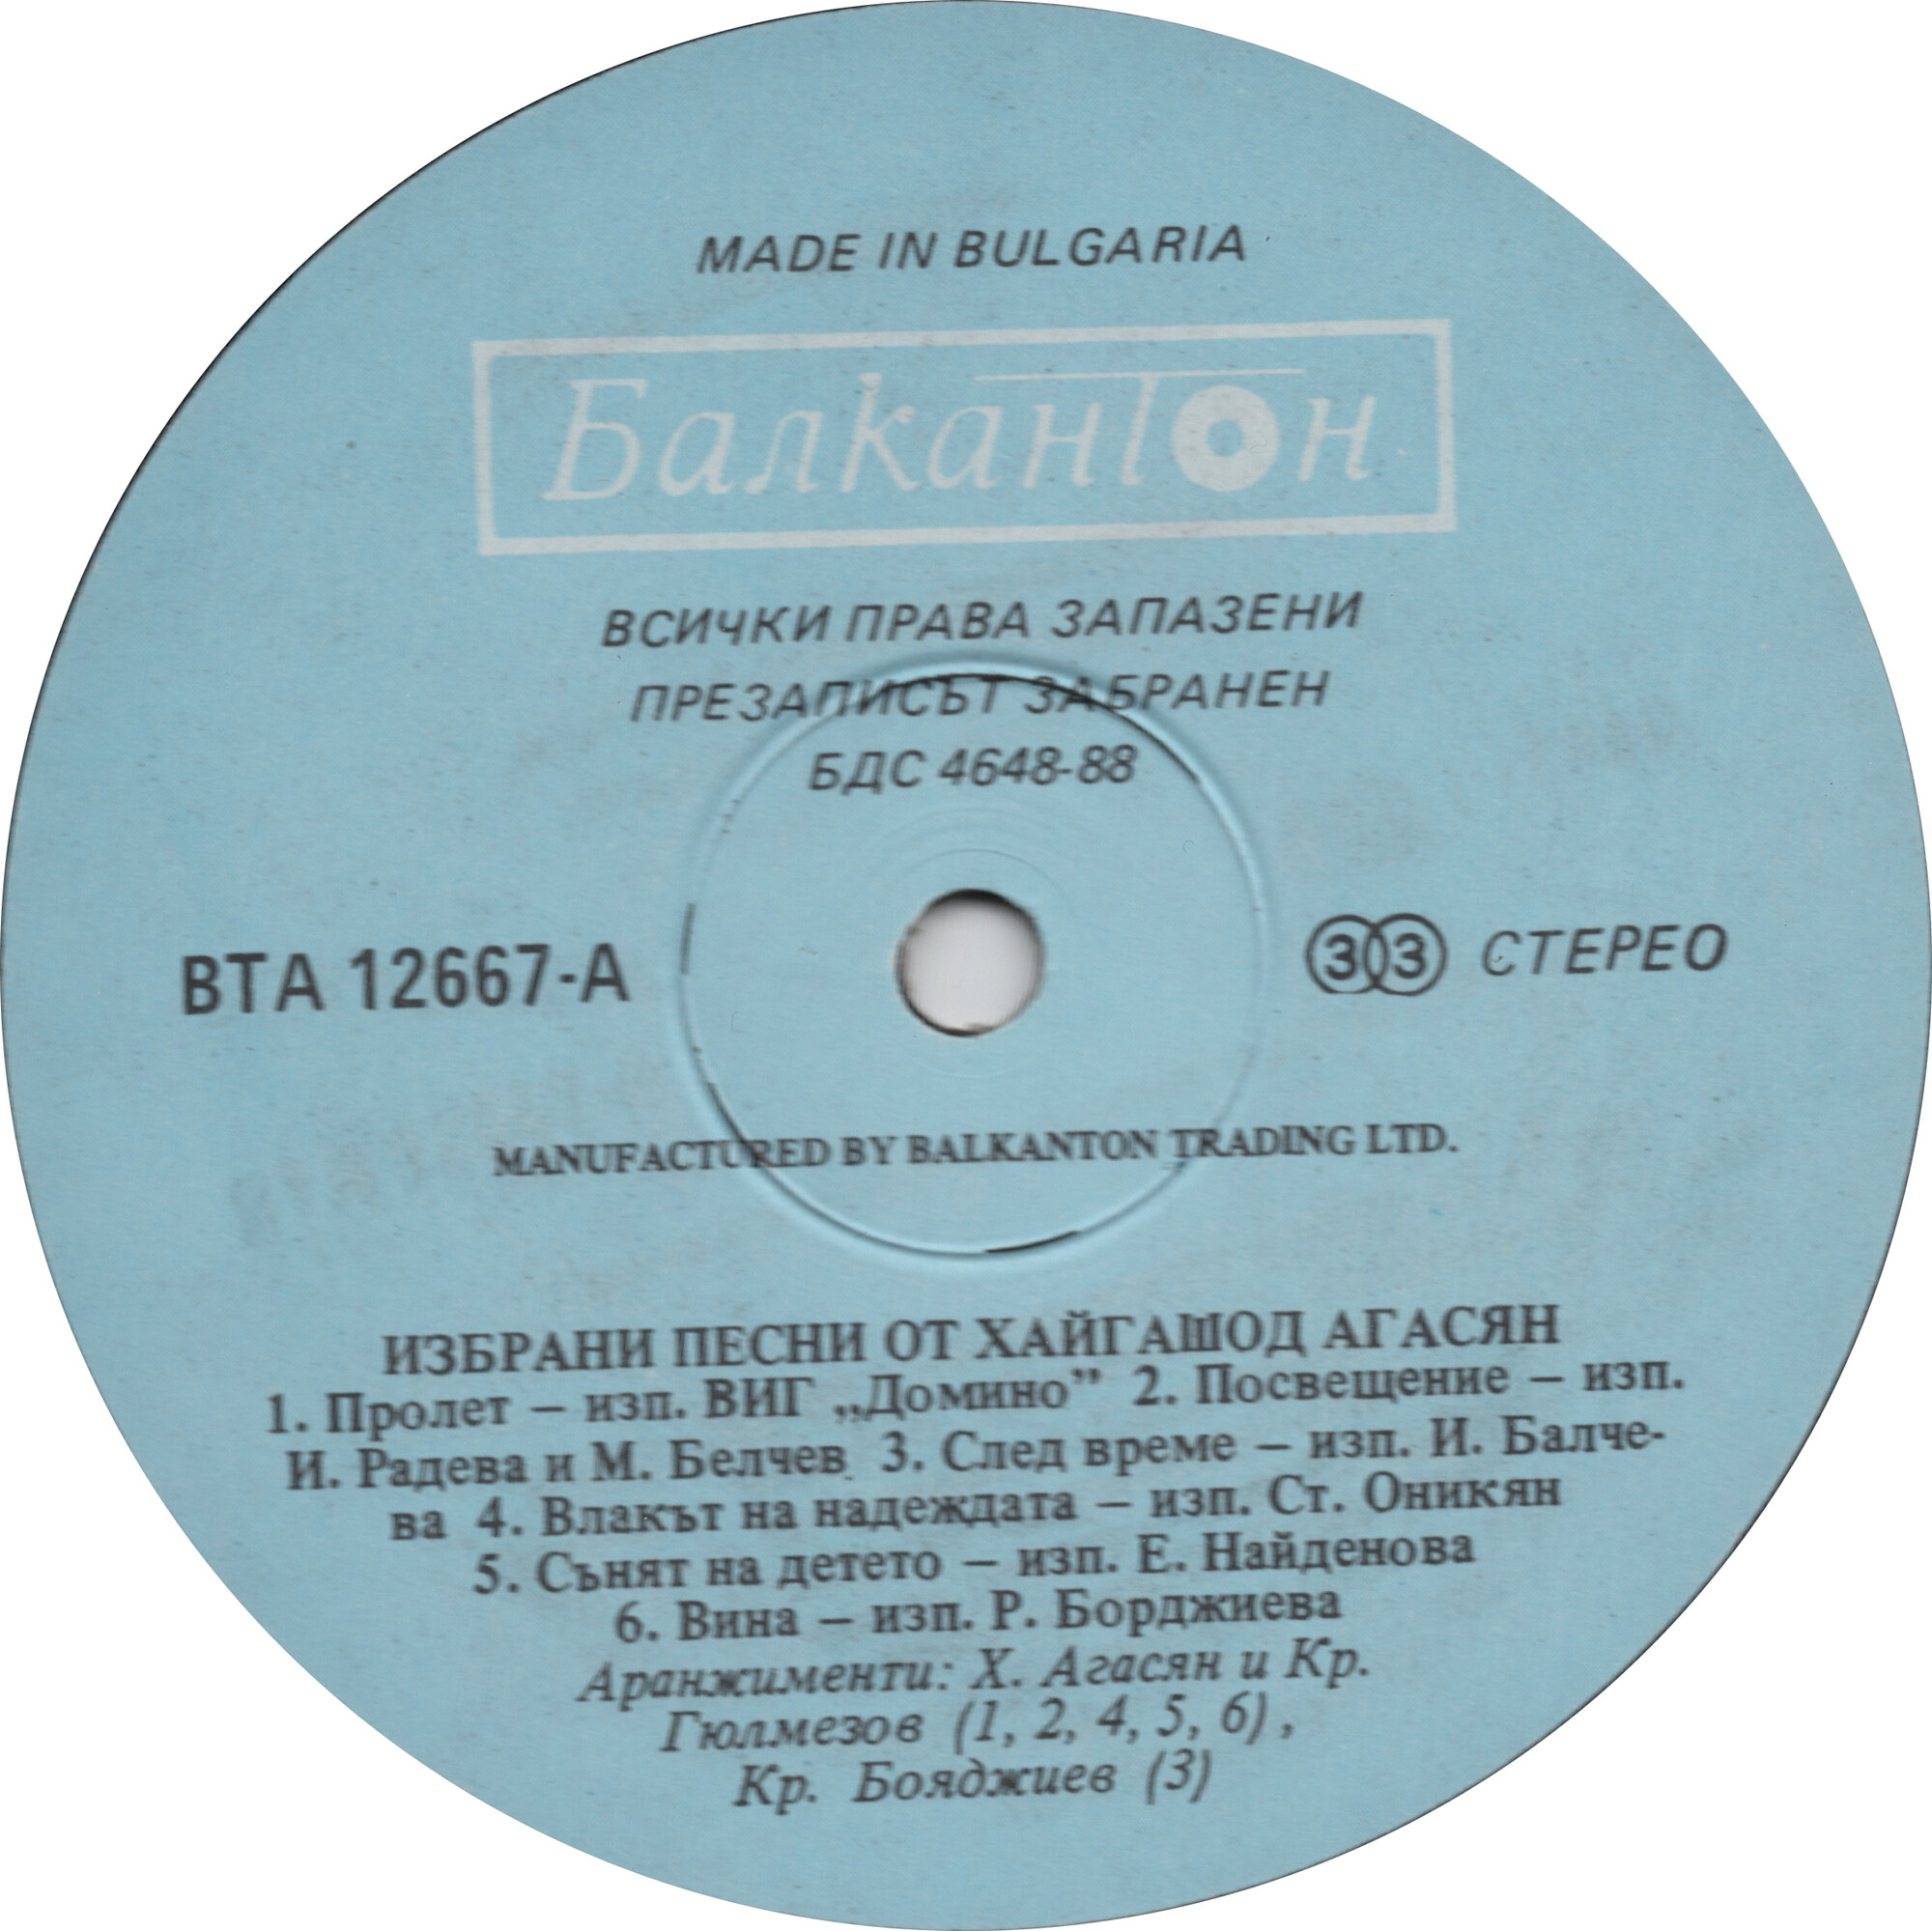 MADE IN BULGARIA
Балкантон
ВСИЧКИ ПРАВА ЗАПАЗЕНИ
ПРЕЗАПИСЪТ ЗАБРАНЕН
БДС 4648-88
ВТА 12667-А
33 СТЕРЕО
MANUFACTURED BY BALKANTON TRADING LTD.
ИЗБРАНИ ПЕСНИ ОТ ХАЙГАШОД АГАСЯН
1. Пролет – изп. ВИГ „Домино” 2. Посвещение – изп.
И. Радева и М. Белчев 3. След време – изп. И. Балче-
ва 4. Влакът на надеждата – изп. Ст. Оникян
5. Сънят на детето – изп. Е. Найденова
6. Вина – изп. Р. Борджиева
Аранжименти: Х. Агасян и Кр.
Гюлмезов (1, 2, 4, 5, 6),
Кр. Бояджиев (3)